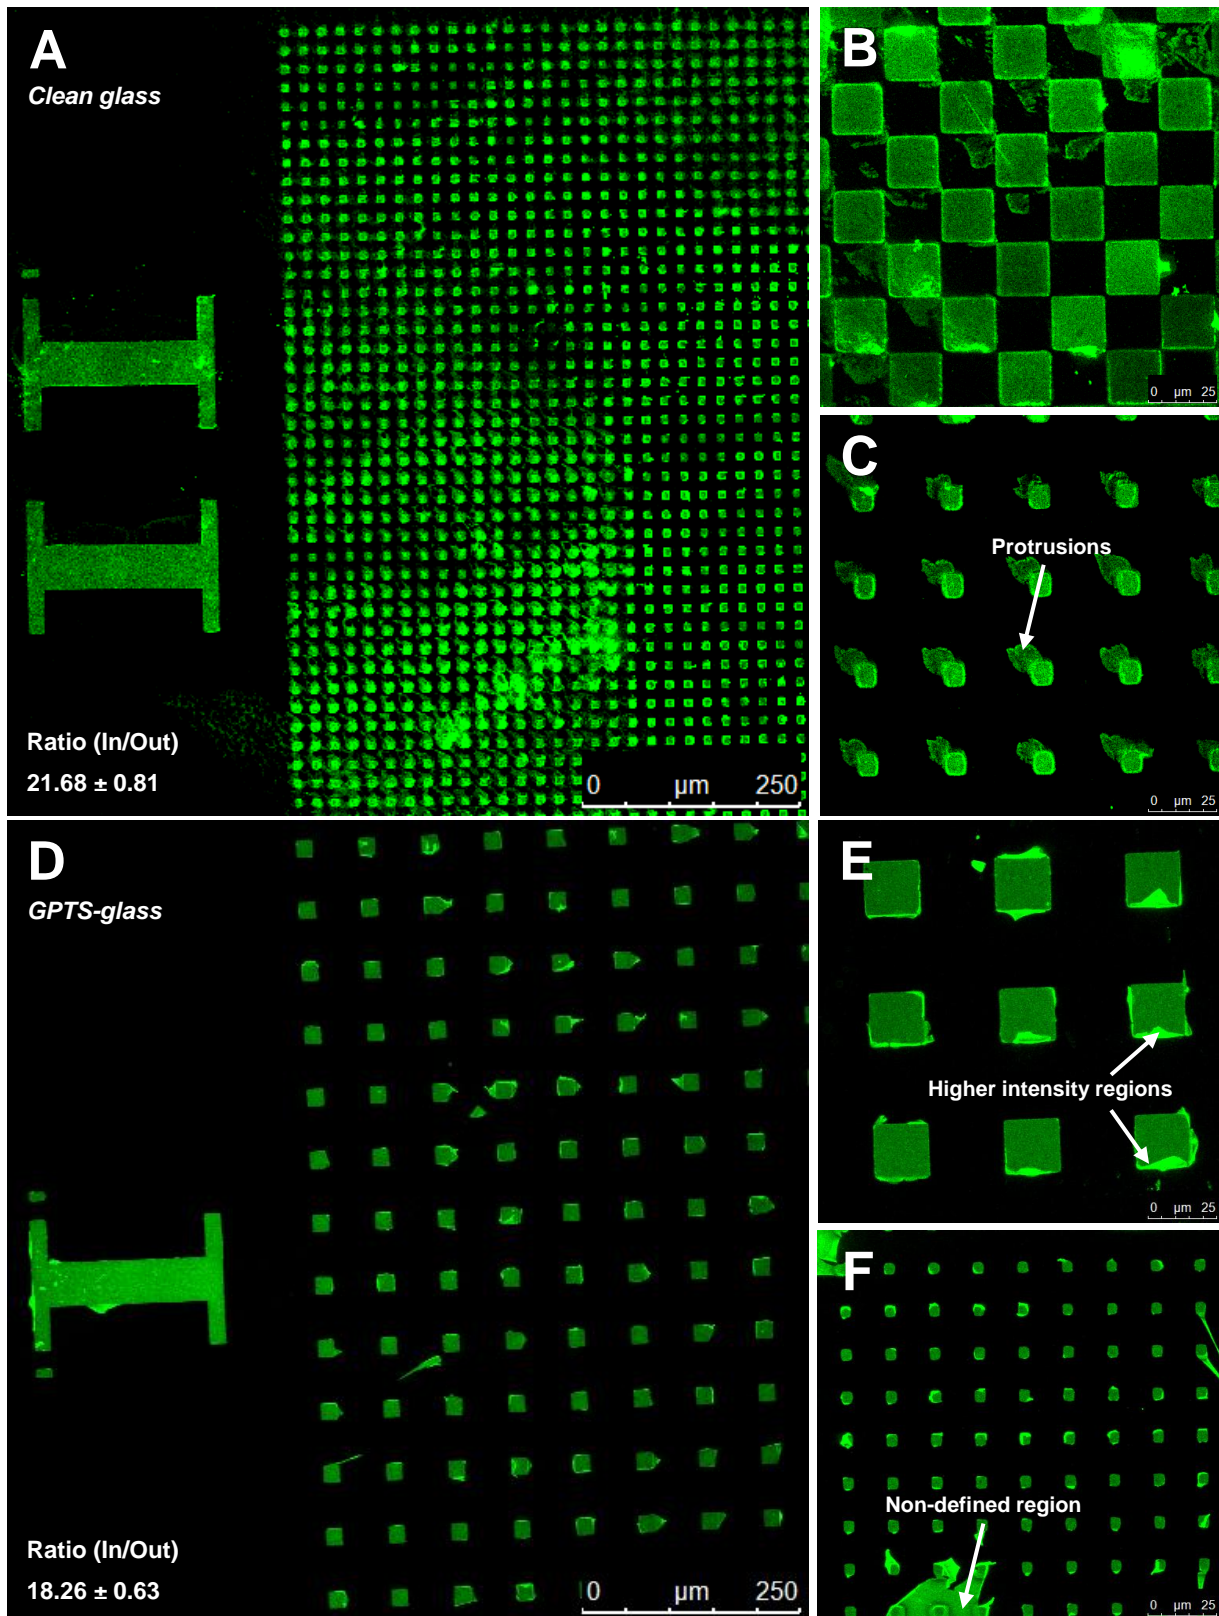 A
Clean glass
Ratio (In/Out)
21.68 ± 0.81
0 µm 250
B
0 µm 25
C
Protrusions
0 µm 25
D
GPTS-glass
Ratio (In/Out)
18.26 ± 0.63
0 µm 250
E
Higher intensity regions
0 µm 25
F
Non-defined region
0 µm 25